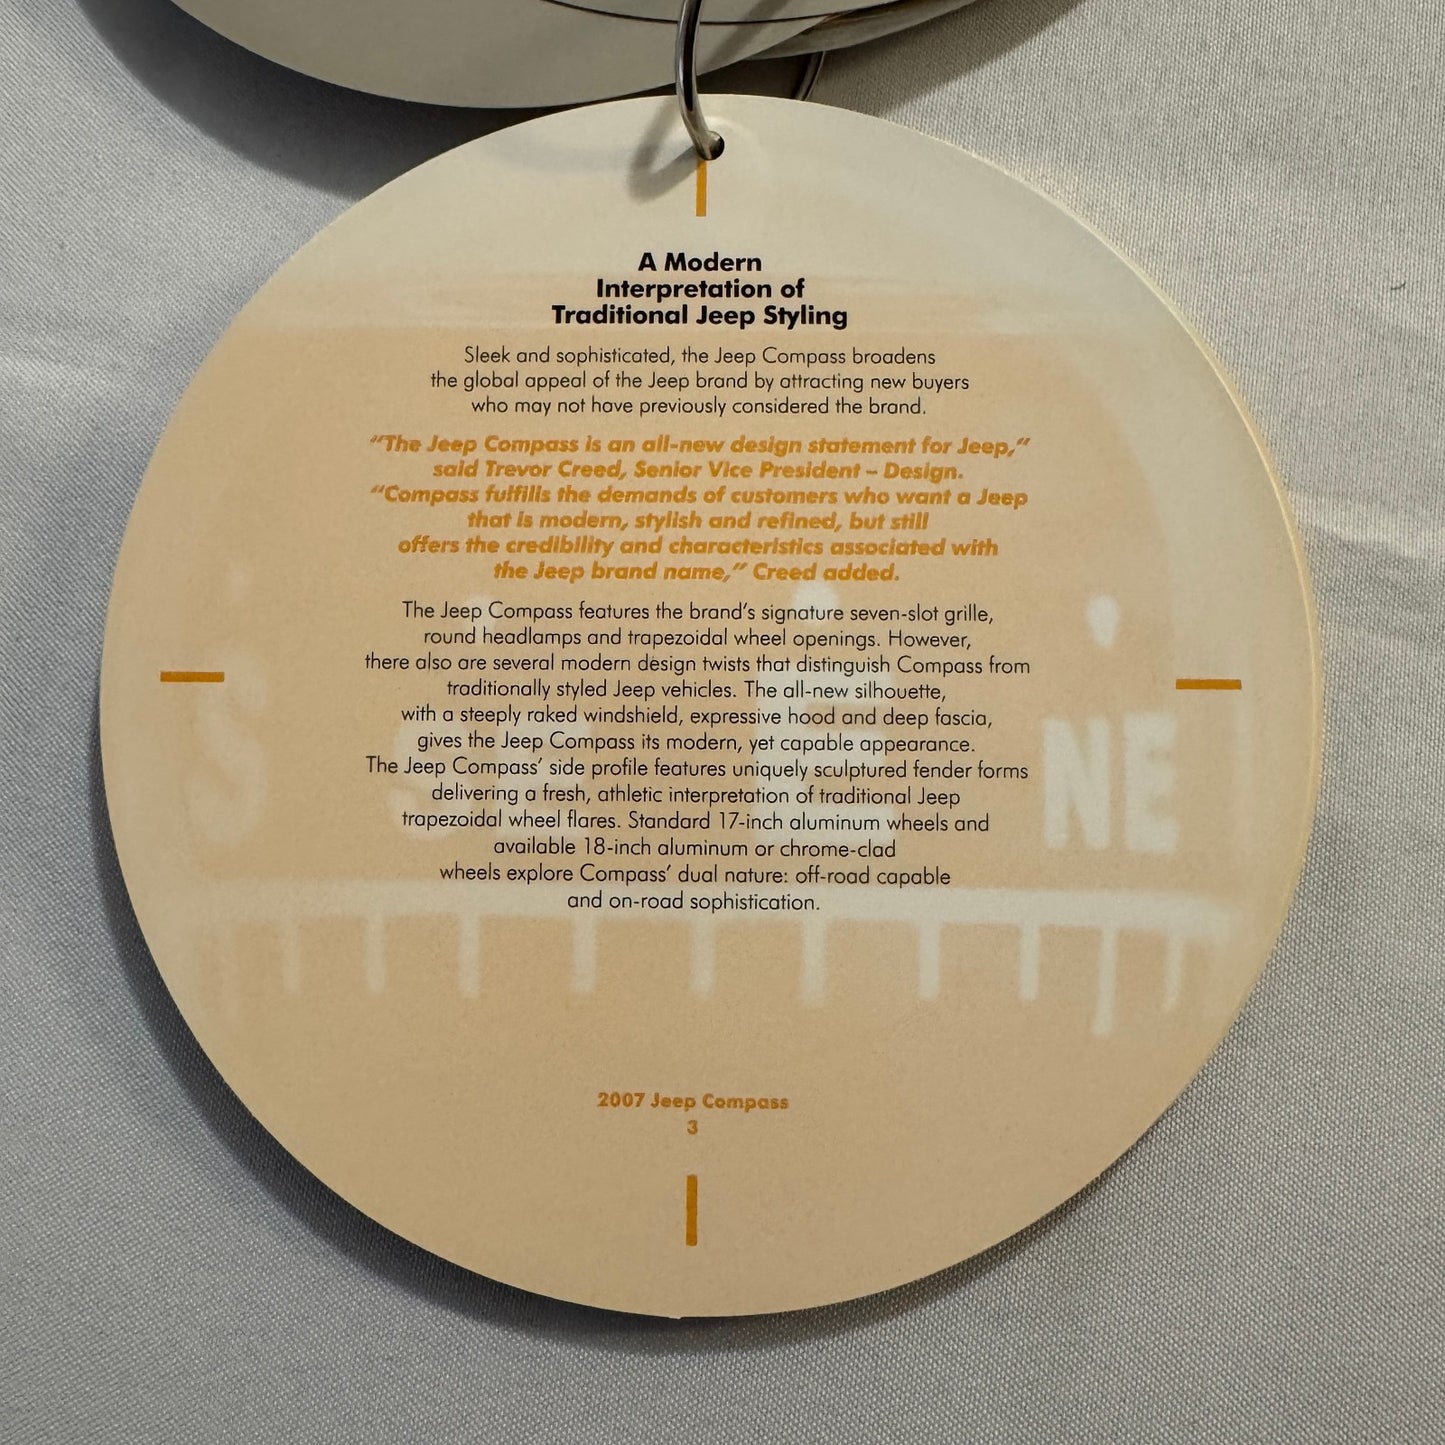 A Modern
Interpretation of
Traditional Jeep Styling
Sleek and sophisticated, the Jeep Compass broadens
the global appeal of the Jeep brand by attracting new buyers
who may not have previously considered the brand.
“The Jeep Compass is an all-new design statement for Jeep,”
said Trevor Creed, Senior Vice President – Design.
“Compass fulfills the demands of customers who want a Jeep
that is modern, stylish and refined, but still
offers the credibility and characteristics associated with
the Jeep brand name,” Creed added.
The Jeep Compass features the brand’s signature seven-slot grille,
round headlamps and trapezoidal wheel openings. However,
there also are several modern design twists that distinguish Compass from
traditionally styled Jeep vehicles. The all-new silhouette,
with a steeply raked windshield, expressive hood and deep fascia,
gives the Jeep Compass its modern, yet capable appearance.
The Jeep Compass’ side profile features uniquely sculptured fender forms
delivering a fresh, athletic interpretation of traditional Jeep
trapezoidal wheel flares. Standard 17-inch aluminum wheels and
available 18-inch aluminum or chrome-clad
wheels explore Compass’ dual nature: off-road capable
and on-road sophistication.
NE
2007 Jeep Compass
3